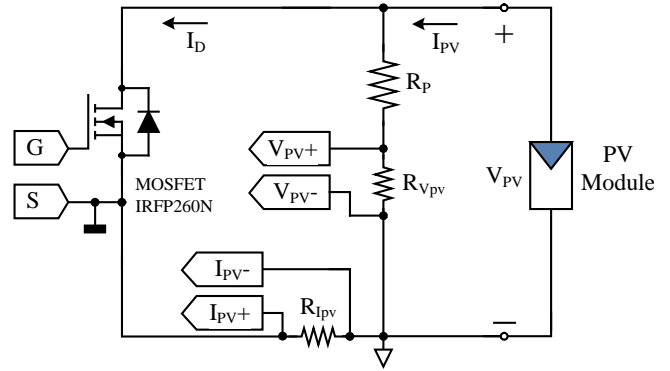 I_D
I_PV
+
R_P
G
V_PV+
PV
Module
V_PV
S
MOSFET
IRFP260N
V_PV-
R_Vpv
I_PV-
I_PV+
R_Ipv
−